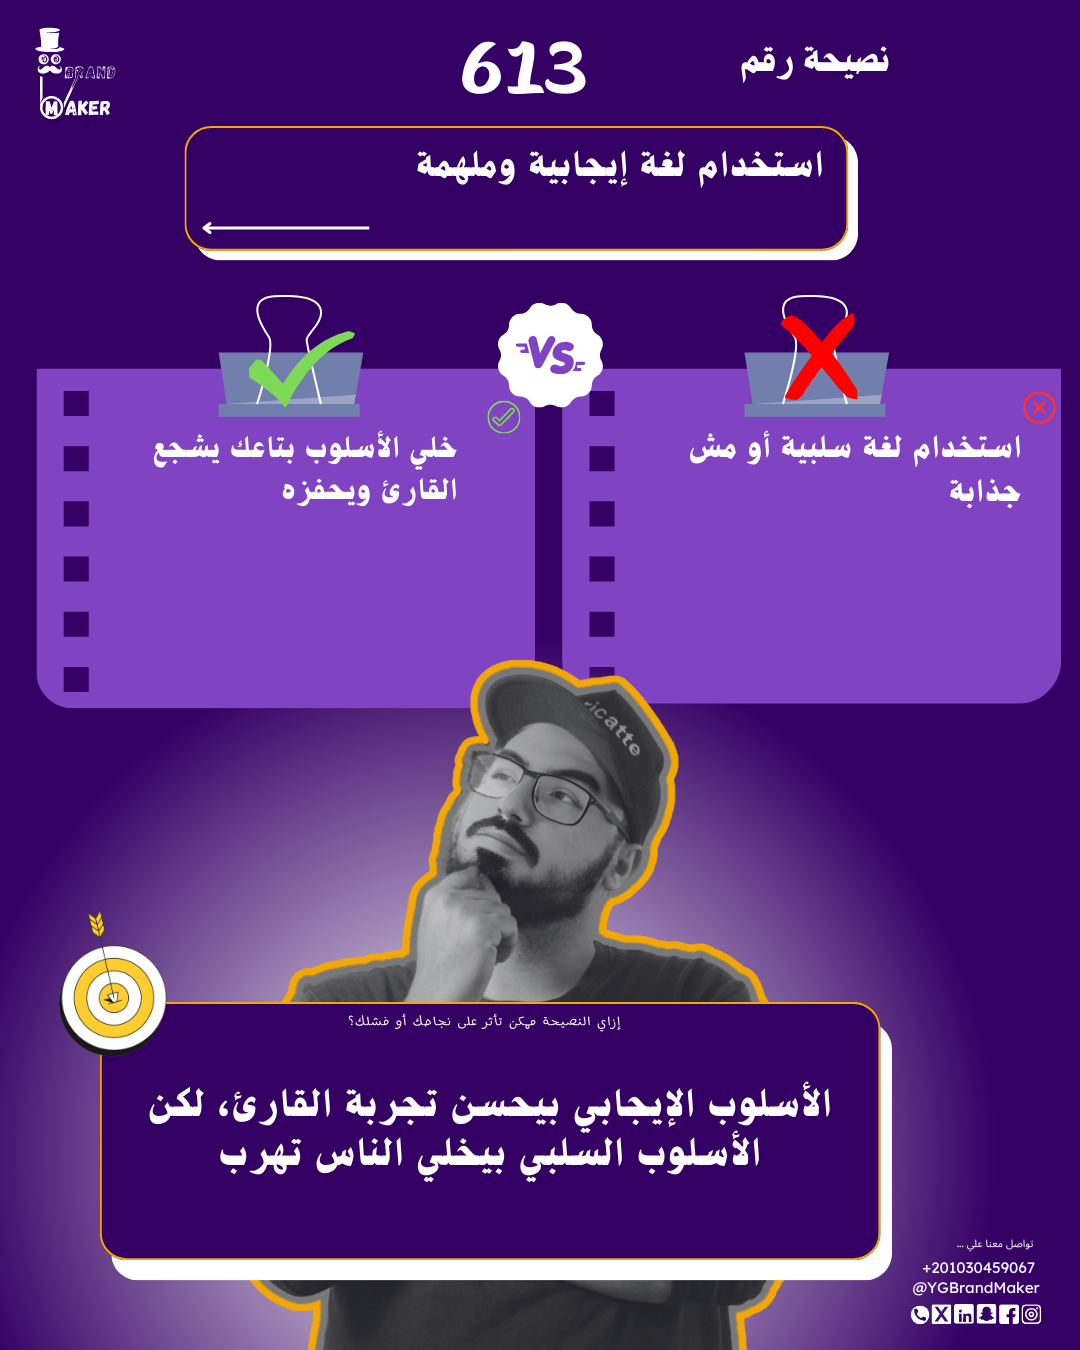 BRAND
MAKER
نصيحة رقم
613
استخدام لغة إيجابية وملهمة
VS
استخدام لغة سلبية أو مش
جذابة
خلي الأسلوب بتاعك يشجع
القارئ ويحفزه
icatte
إزاي النصيحة ممكن تأثر على نجاحك أو فشلك؟
الأسلوب الإيجابي بيحسن تجربة القارئ، لكن
الأسلوب السلبي بيخلي الناس تهرب
تواصل معنا علي ...
+201030459067
@YGBrandMaker